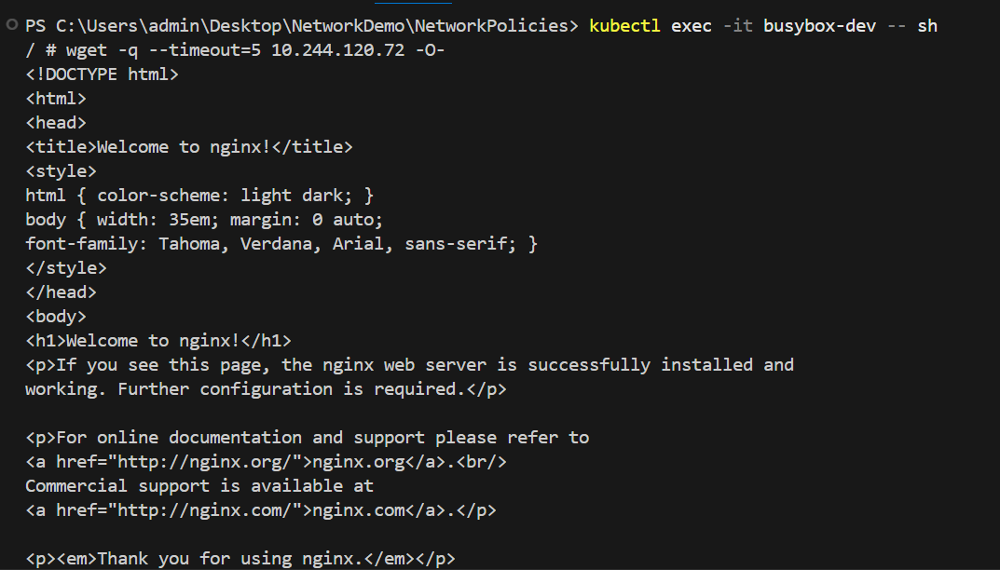 PS C:\Users\admin\Desktop\NetworkDemo\NetworkPolicies> kubectl exec -it busybox-dev -- sh
/ # wget -q --timeout=5 10.244.120.72 -O-
<!DOCTYPE html>
<html>
<head>
<title>Welcome to nginx!</title>
<style>
html { color-scheme: light dark; }
body { width: 35em; margin: 0 auto;
font-family: Tahoma, Verdana, Arial, sans-serif; }
</style>
</head>
<body>
<h1>Welcome to nginx!</h1>
<p>If you see this page, the nginx web server is successfully installed and
working. Further configuration is required.</p>

<p>For online documentation and support please refer to
<a href="http://nginx.org/">nginx.org</a>.<br/>
Commercial support is available at
<a href="http://nginx.com/">nginx.com</a>.</p>

<p><em>Thank you for using nginx.</em></p>